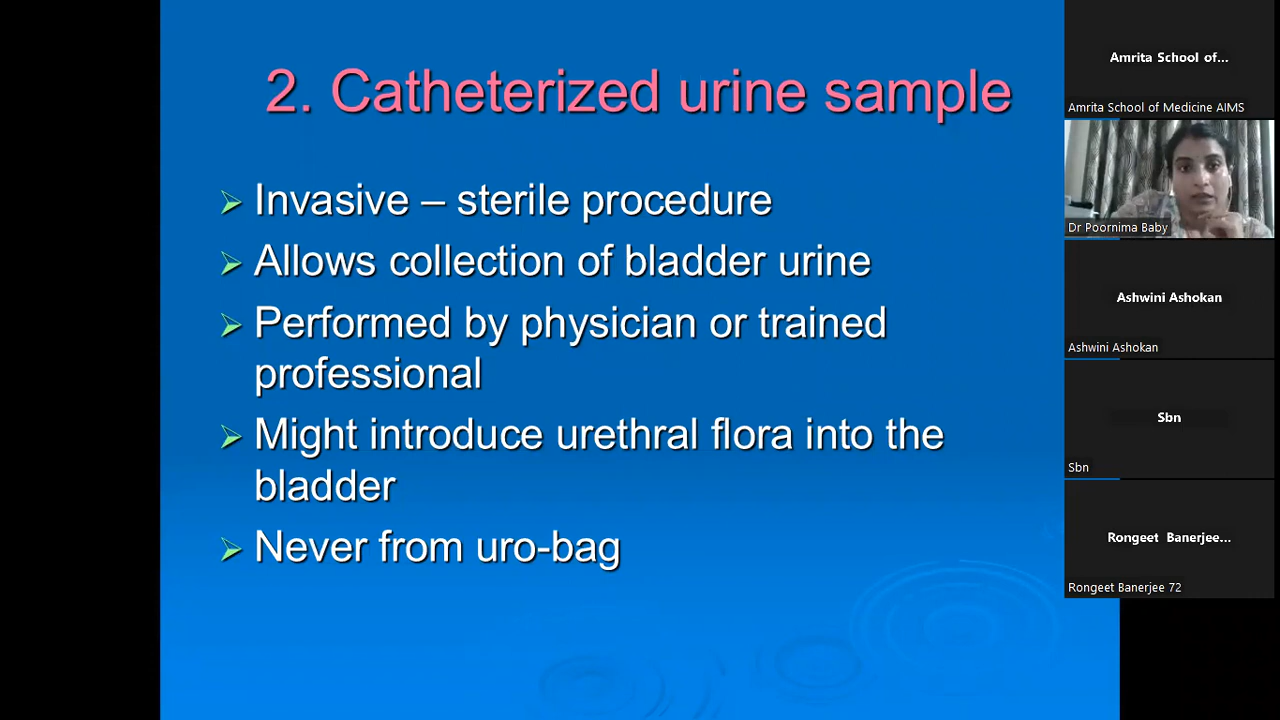 2. Catheterized urine sample
Invasive – sterile procedure
Allows collection of bladder urine
Performed by physician or trained
professional
Might introduce urethral flora into the
bladder
Never from uro-bag
Amrita School of...
Amrita School of Medicine AIMS
Dr Poornima Baby
Ashwini Ashokan
Ashwini Ashokan
Sbn
Sbn
Rongeet Banerjee...
Rongeet Banerjee 72